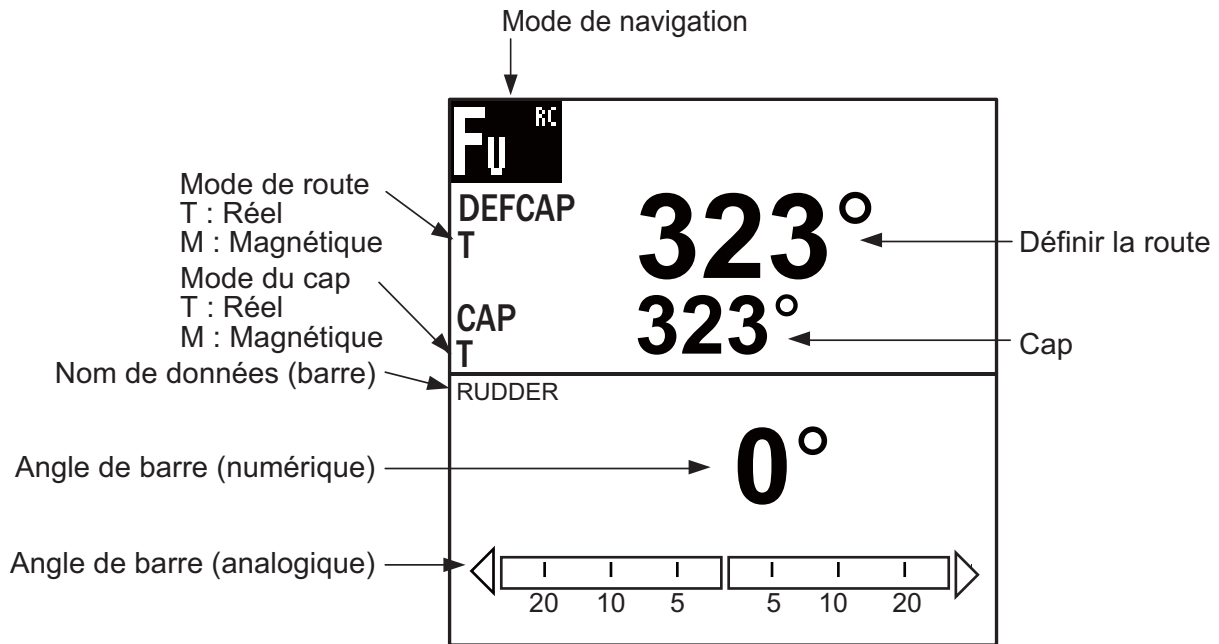 Mode de navigation
Fu RC
Mode de route
T : Réel
M : Magnétique
DEFCAP
T
323°
Définir la route
Mode du cap
T : Réel
M : Magnétique
CAP
T
323°
Cap
Nom de données (barre)
RUDDER
Angle de barre (numérique)
0°
Angle de barre (analogique)
20 10 5 5 10 20